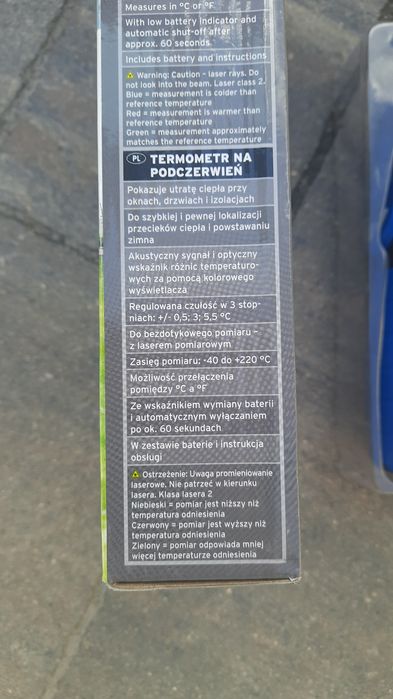 Measures in °C or °F
With low battery indicator and
automatic shut-off after
approx. 60 seconds
Includes battery and instructions
Warning: Caution – laser rays. Do
not look into the beam. Laser class 2.
Blue = measurement is colder than
reference temperature
Red = measurement is warmer than
reference temperature
Green = measurement approximately
matches the reference temperature
PL TERMOMETR NA
PODCZERWIEŃ
Pokazuje utratę ciepła przy
oknach, drzwiach i izolacjach
Do szybkiej i pewnej lokalizacji
przecieków ciepła i powstawaniu
zimna
Akustyczny sygnał i optyczny
wskaźnik różnic temperaturo-
wych za pomocą kolorowego
wyświetlacza
Regulowana czułość w 3 stop-
niach: +/- 0,5; 3; 5,5 °C
Do bezdotykowego pomiaru –
z laserem pomiarowym
Zasięg pomiaru: -40 do +220 °C
Możliwość przełączenia
pomiędzy °C a °F
Ze wskaźnikiem wymiany baterii
i automatycznym wyłączaniem
po ok. 60 sekundach
W zestawie baterie i instrukcja
obsługi
Ostrzeżenie: Uwaga promieniowanie
laserowe. Nie patrzeć w kierunku
lasera. Klasa lasera 2
Niebieski = pomiar jest niższy niż
temperatura odniesienia
Czerwony = pomiar jest wyższy niż
temperatura odniesienia
Zielony = pomiar odpowiada mniej
więcej temperaturze odniesienia